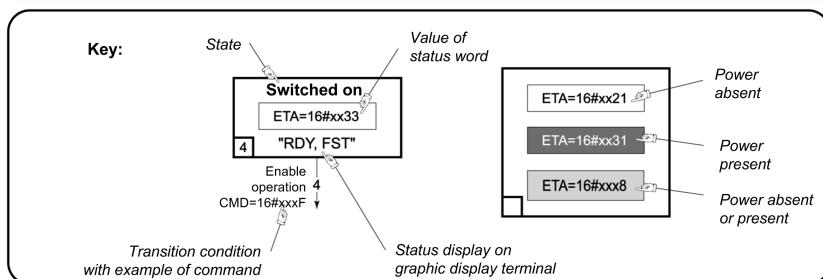 Key:
State
Value of
status word
Switched on
ETA=16#xx33
4
"RDY, FST"
Enable
operation 4
CMD=16#xxxF
Transition condition
with example of command
Status display on
graphic display terminal
ETA=16#xx21
ETA=16#xx31
ETA=16#xxx8
Power
absent
Power
present
Power absent
or present